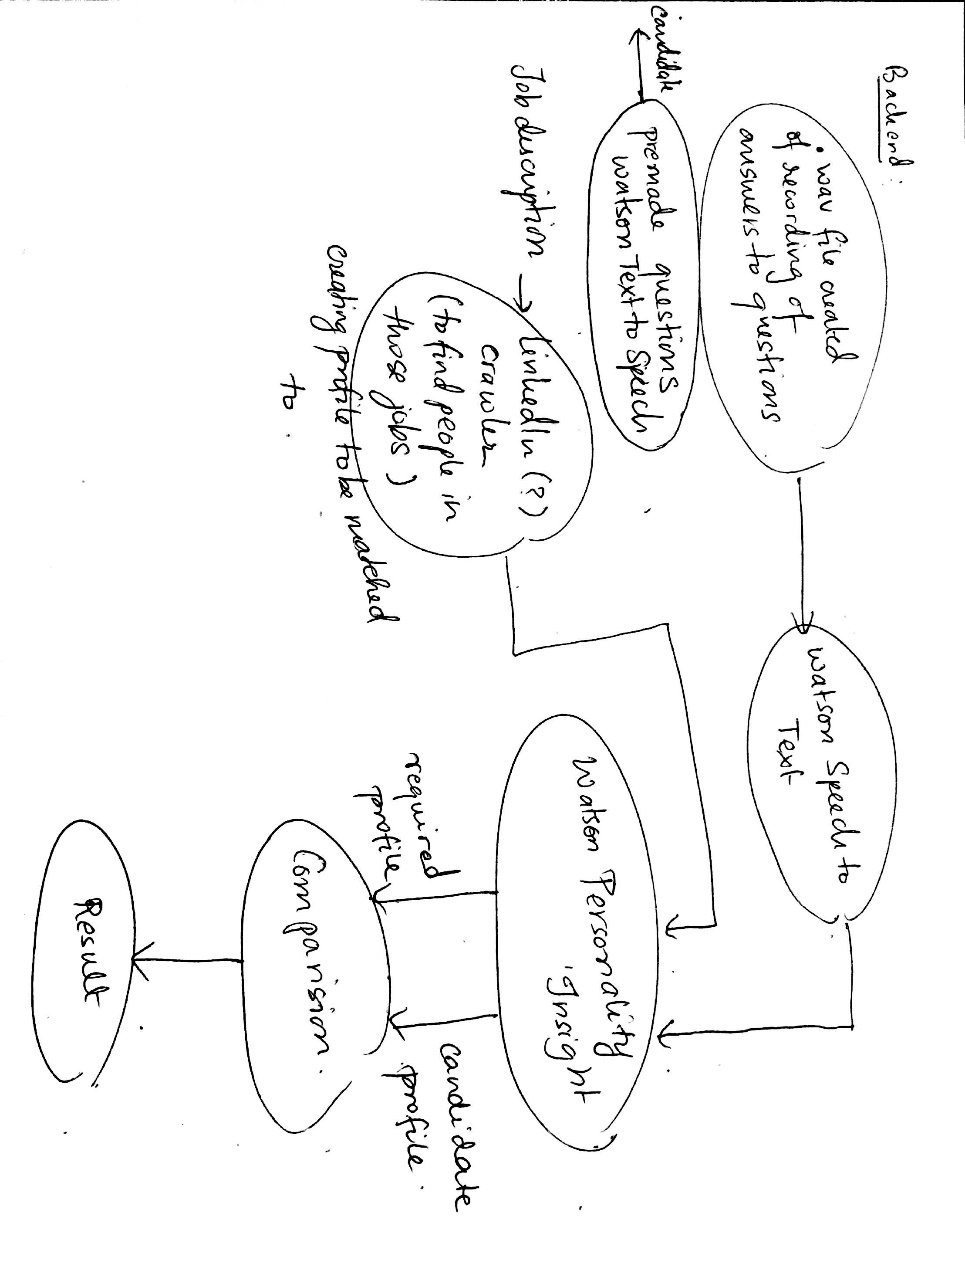 Backend:
.wav file created
of recording of
answers to questions
candidate
premade questions
Watson Text to Speech
Job description
LinkedIn (?)
crawler
(to find people in
those jobs)
creating profile to be matched
to.
Watson Speech to
Text
Watson Personality
Insight
required
profile
candidate
profile.
Comparision.
Result